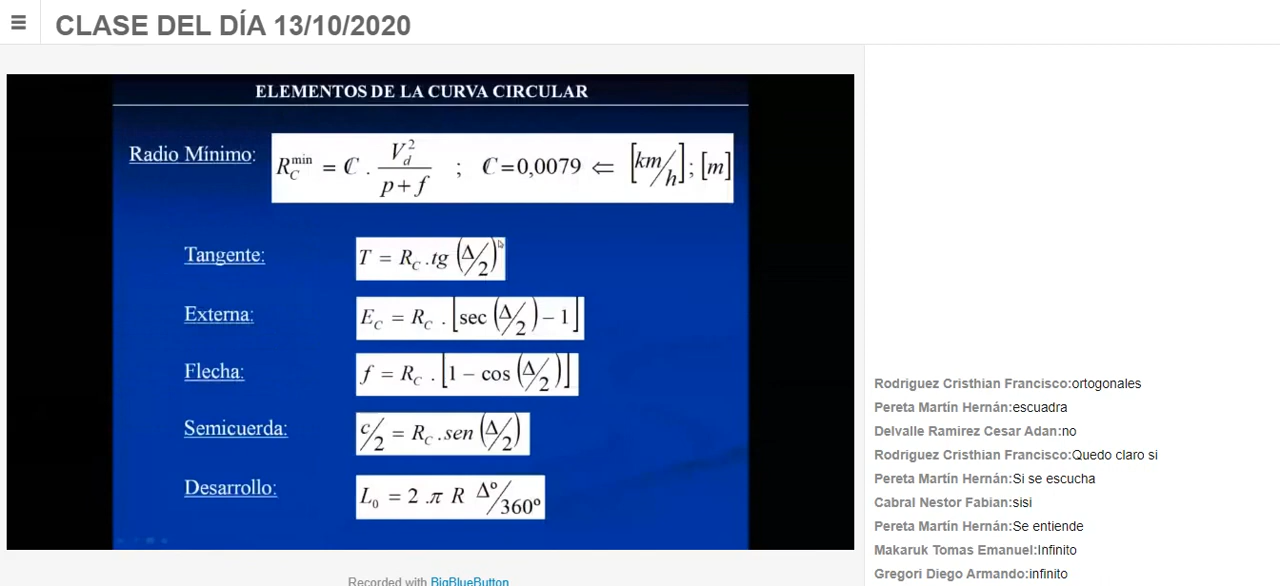 CLASE DEL DÍA 13/10/2020
ELEMENTOS DE LA CURVA CIRCULAR
Radio Mínimo: R_C^min = ℂ . V_d^2 / (p + f) ; ℂ = 0,0079 ⇐ [km/h] ; [m]
Tangente: T = R_C . tg (Δ/2)
Externa: E_C = R_C . [sec (Δ/2) − 1]
Flecha: f = R_C . [1 − cos (Δ/2)]
Semicuerda: c/2 = R_C . sen (Δ/2)
Desarrollo: L_0 = 2 . π R Δº/360º
Rodriguez Cristhian Francisco:ortogonales
Pereta Martín Hernán:escuadra
Delvalle Ramirez Cesar Adan:no
Rodriguez Cristhian Francisco:Quedo claro si
Pereta Martín Hernán:Si se escucha
Cabral Nestor Fabian:sisi
Pereta Martín Hernán:Se entiende
Makaruk Tomas Emanuel:Infinito
Gregori Diego Armando:infinito
Recorded with BigBlueButton